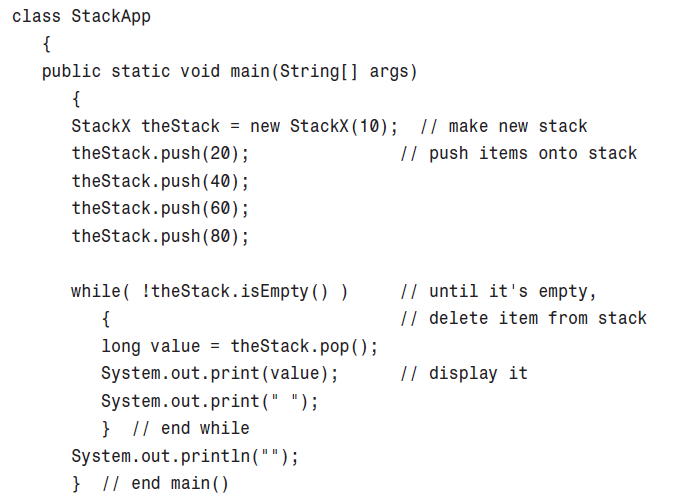 class StackApp
   {
   public static void main(String[] args)
      {
      StackX theStack = new StackX(10);  // make new stack
      theStack.push(20);               // push items onto stack
      theStack.push(40);
      theStack.push(60);
      theStack.push(80);

      while( !theStack.isEmpty() )     // until it's empty,
         {                             // delete item from stack
         long value = theStack.pop();
         System.out.print(value);      // display it
         System.out.print(" ");
         }  // end while
      System.out.println("");
      }  // end main()